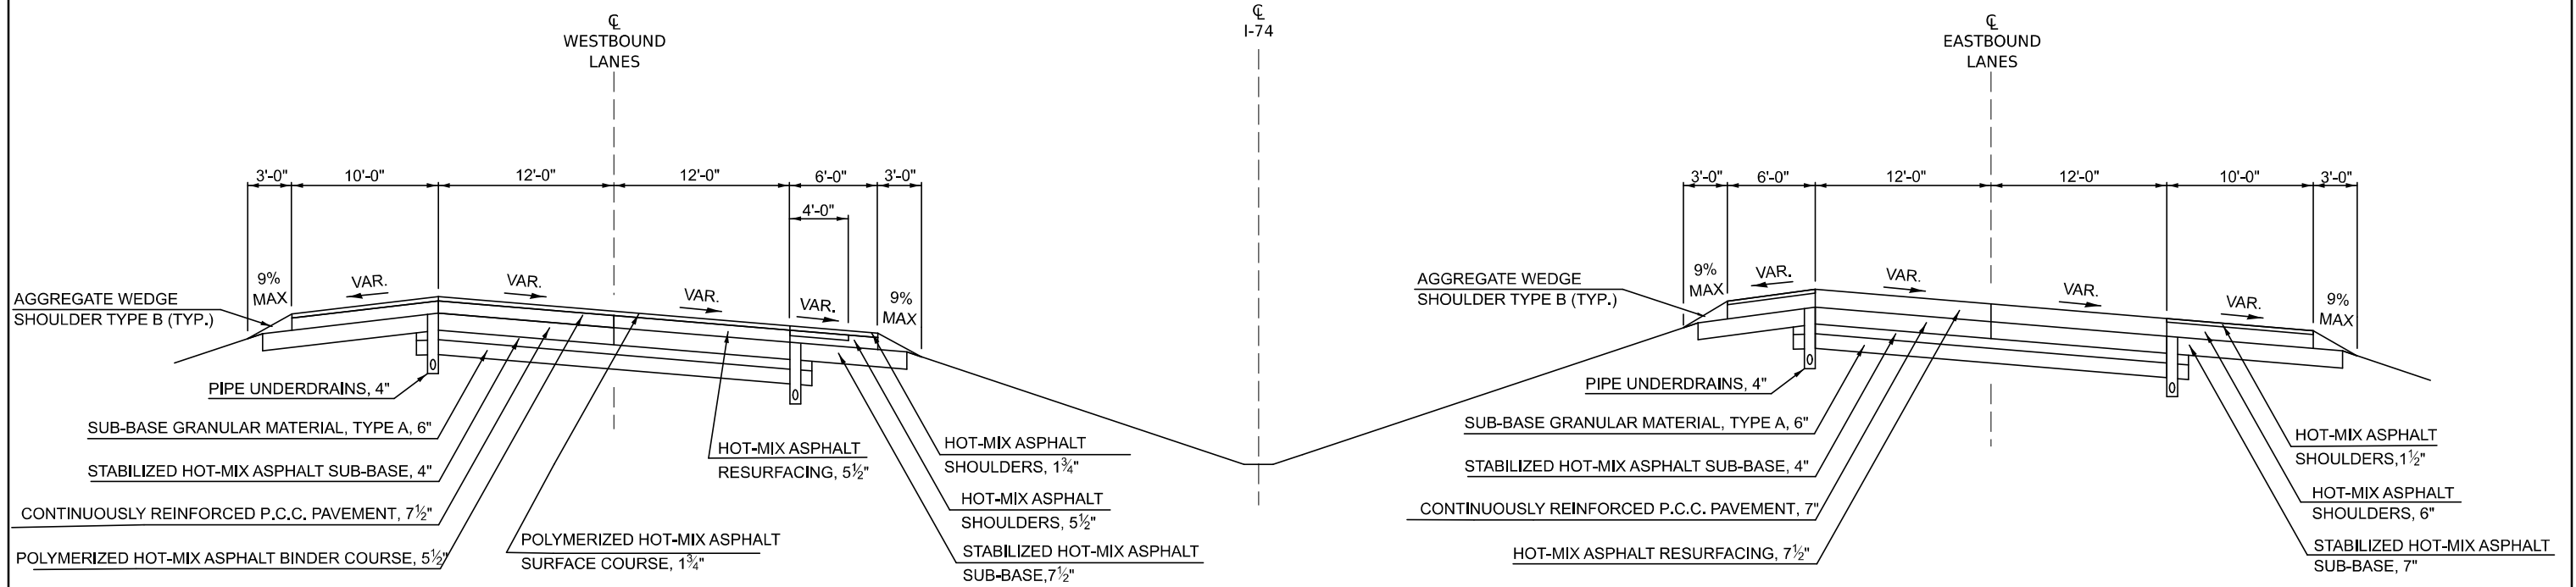 ℄
WESTBOUND
LANES
℄
I-74
℄
EASTBOUND
LANES
3'-0" 10'-0" 12'-0" 12'-0" 6'-0" 3'-0"
4'-0"
9%
MAX
VAR.
VAR.
VAR.
VAR.
9%
MAX
AGGREGATE WEDGE
SHOULDER TYPE B (TYP.)
PIPE UNDERDRAINS, 4"
SUB-BASE GRANULAR MATERIAL, TYPE A, 6"
STABILIZED HOT-MIX ASPHALT SUB-BASE, 4"
CONTINUOUSLY REINFORCED P.C.C. PAVEMENT, 7½"
POLYMERIZED HOT-MIX ASPHALT BINDER COURSE, 5½"
POLYMERIZED HOT-MIX ASPHALT
SURFACE COURSE, 1¾"
HOT-MIX ASPHALT
RESURFACING, 5½"
HOT-MIX ASPHALT
SHOULDERS, 1¾"
HOT-MIX ASPHALT
SHOULDERS, 5½"
STABILIZED HOT-MIX ASPHALT
SUB-BASE,7½"
3'-0" 6'-0" 12'-0" 12'-0" 10'-0" 3'-0"
9%
MAX
VAR.
VAR.
VAR.
VAR.
9%
MAX
AGGREGATE WEDGE
SHOULDER TYPE B (TYP.)
PIPE UNDERDRAINS, 4"
SUB-BASE GRANULAR MATERIAL, TYPE A, 6"
STABILIZED HOT-MIX ASPHALT SUB-BASE, 4"
CONTINUOUSLY REINFORCED P.C.C. PAVEMENT, 7"
HOT-MIX ASPHALT RESURFACING, 7½"
HOT-MIX ASPHALT
SHOULDERS,1½"
HOT-MIX ASPHALT
SHOULDERS, 6"
STABILIZED HOT-MIX ASPHALT
SUB-BASE, 7"